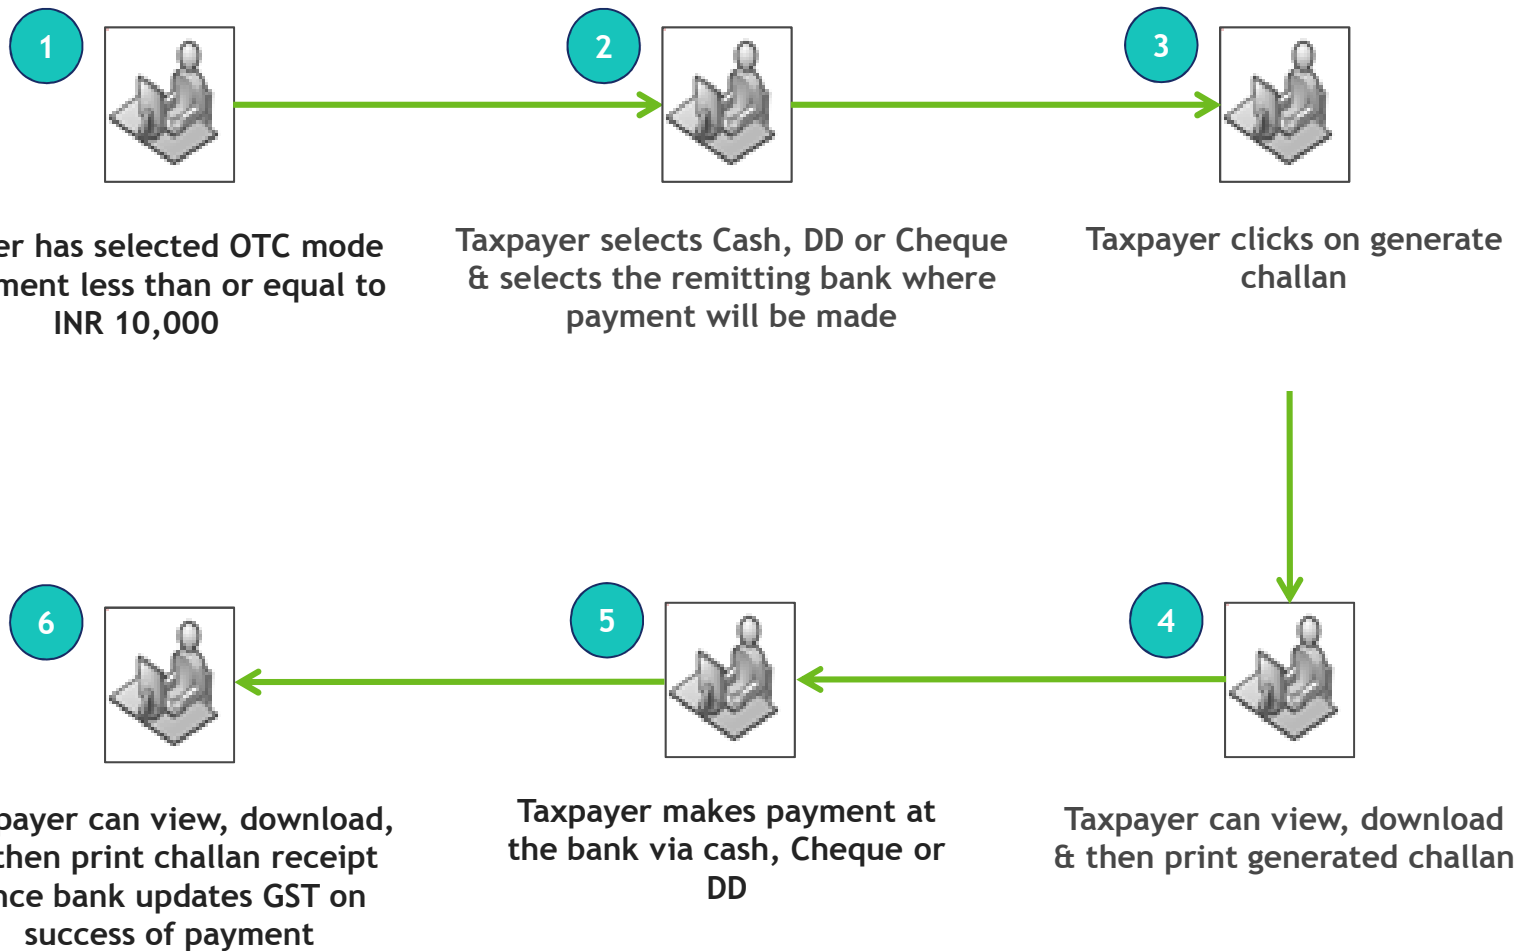 1
2
3
er has selected OTC mode
ment less than or equal to
INR 10,000
Taxpayer selects Cash, DD or Cheque
& selects the remitting bank where
payment will be made
Taxpayer clicks on generate
challan
6
5
4
payer can view, download,
then print challan receipt
nce bank updates GST on
success of payment
Taxpayer makes payment at
the bank via cash, Cheque or
DD
Taxpayer can view, download
& then print generated challan